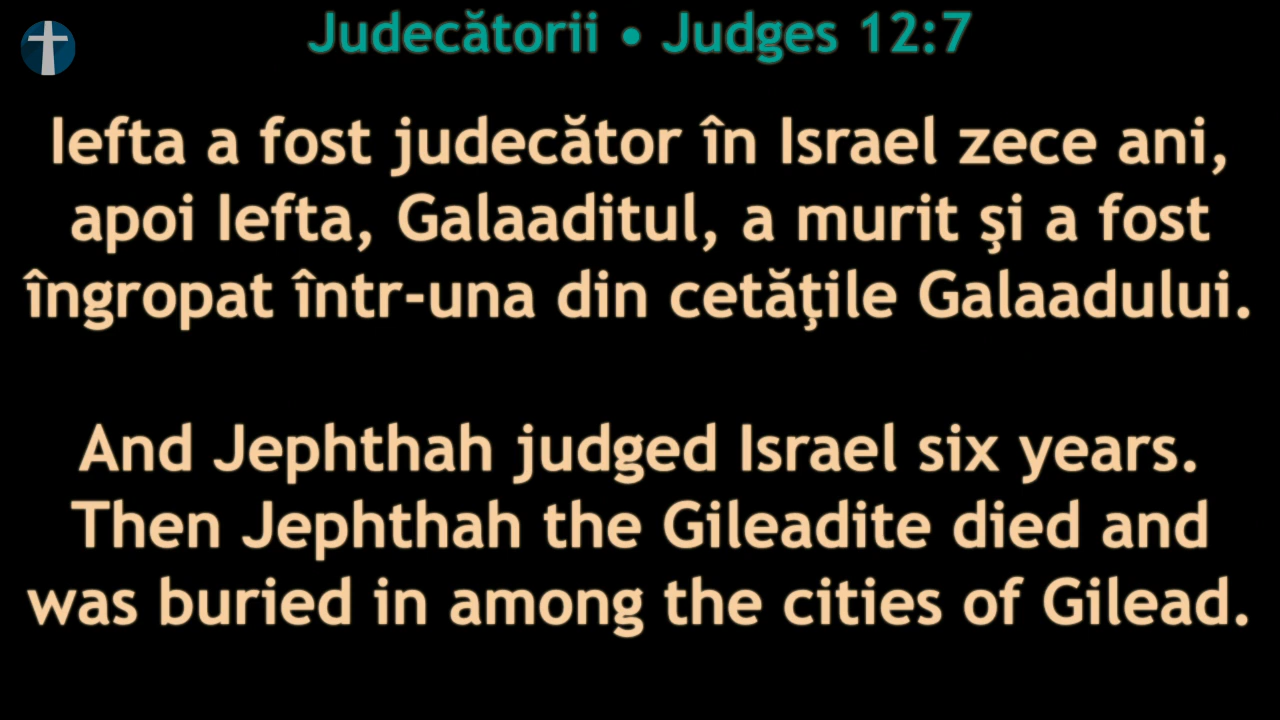 Judecătorii • Judges 12:7
Iefta a fost judecător în Israel zece ani,
apoi Iefta, Galaaditul, a murit şi a fost
îngropat într-una din cetăţile Galaadului.
And Jephthah judged Israel six years.
Then Jephthah the Gileadite died and
was buried in among the cities of Gilead.